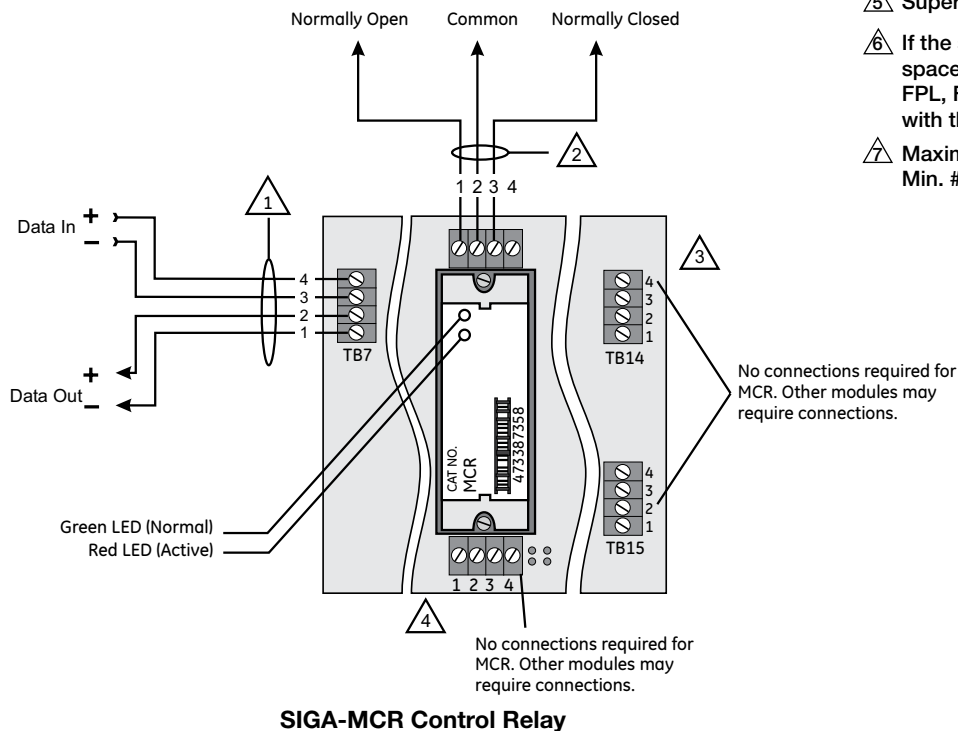 Normally Open Common Normally Closed
5 Super
6 If the
space
FPL, F
with th
7 Maxin
Min. #
2
1 2 3 4
1
Data In + –
3
4
3
2
1
TB7
4
3
2
1
TB14
Data Out + –
No connections required for
MCR. Other modules may
require connections.
CAT NO.
MCR
473387358
4
3
2
1
TB15
Green LED (Normal)
Red LED (Active)
1 2 3 4
4
No connections required for
MCR. Other modules may
require connections.
SIGA-MCR Control Relay